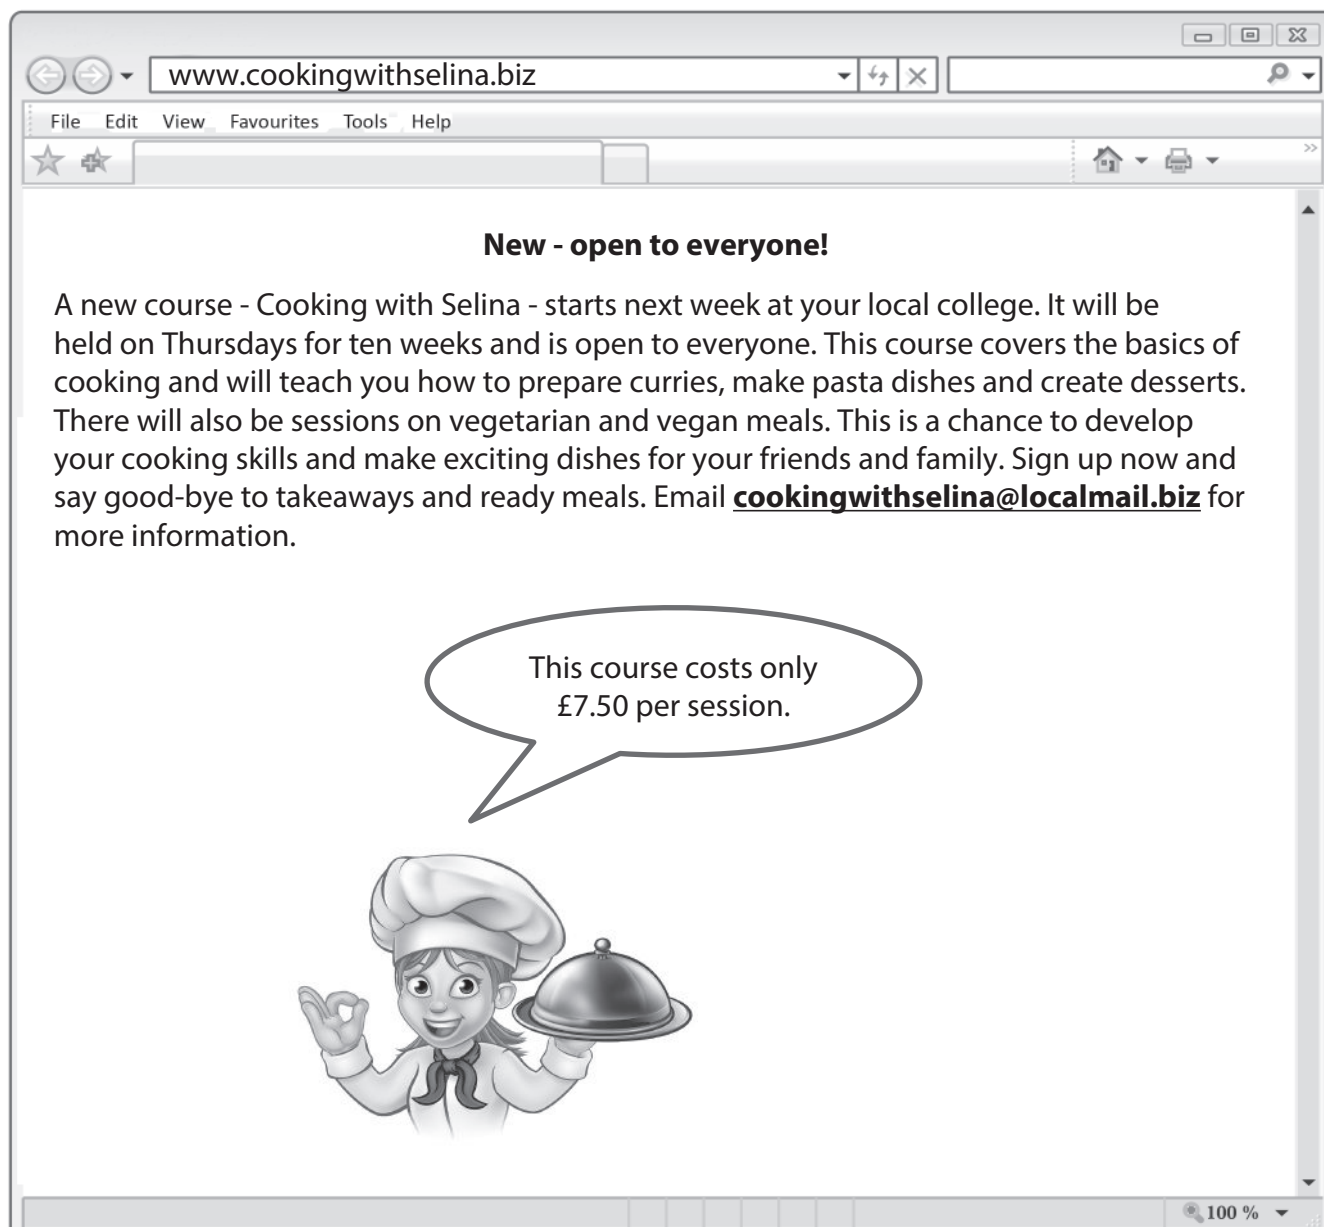 www.cookingwithselina.biz
File Edit View Favourites Tools Help
New - open to everyone!
A new course - Cooking with Selina - starts next week at your local college. It will be
held on Thursdays for ten weeks and is open to everyone. This course covers the basics of
cooking and will teach you how to prepare curries, make pasta dishes and create desserts.
There will also be sessions on vegetarian and vegan meals. This is a chance to develop
your cooking skills and make exciting dishes for your friends and family. Sign up now and
say good-bye to takeaways and ready meals. Email cookingwithselina@localmail.biz for
more information.
This course costs only
£7.50 per session.
100 %